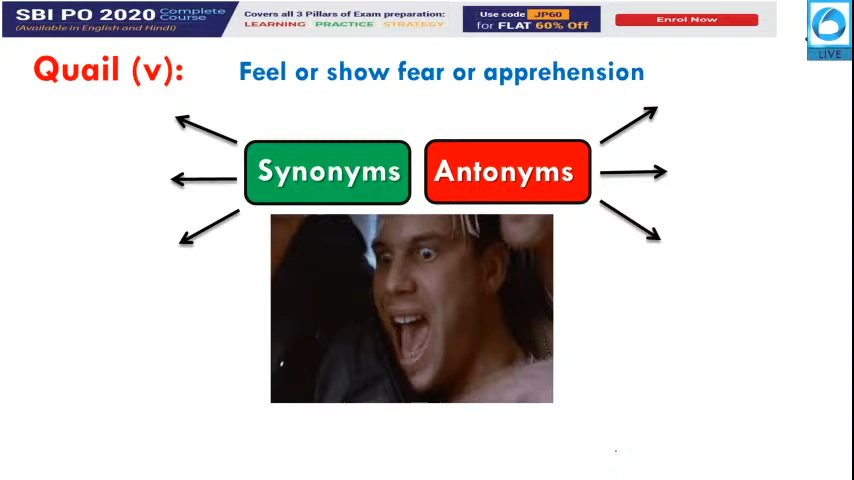 SBI PO 2020 Complete Course
(Available in English and Hindi)
Covers all 3 Pillars of Exam preparation:
LEARNING PRACTICE STRATEGY
Use code JP60
for FLAT 60% Off
Enrol Now
LIVE
Quail (v): Feel or show fear or apprehension
Synonyms Antonyms